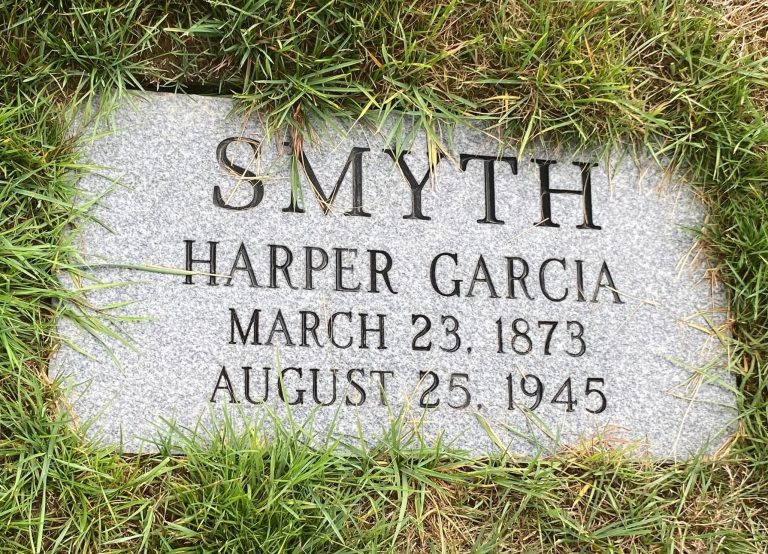 SMYTH
HARPER GARCIA
MARCH 23, 1873
AUGUST 25, 1945